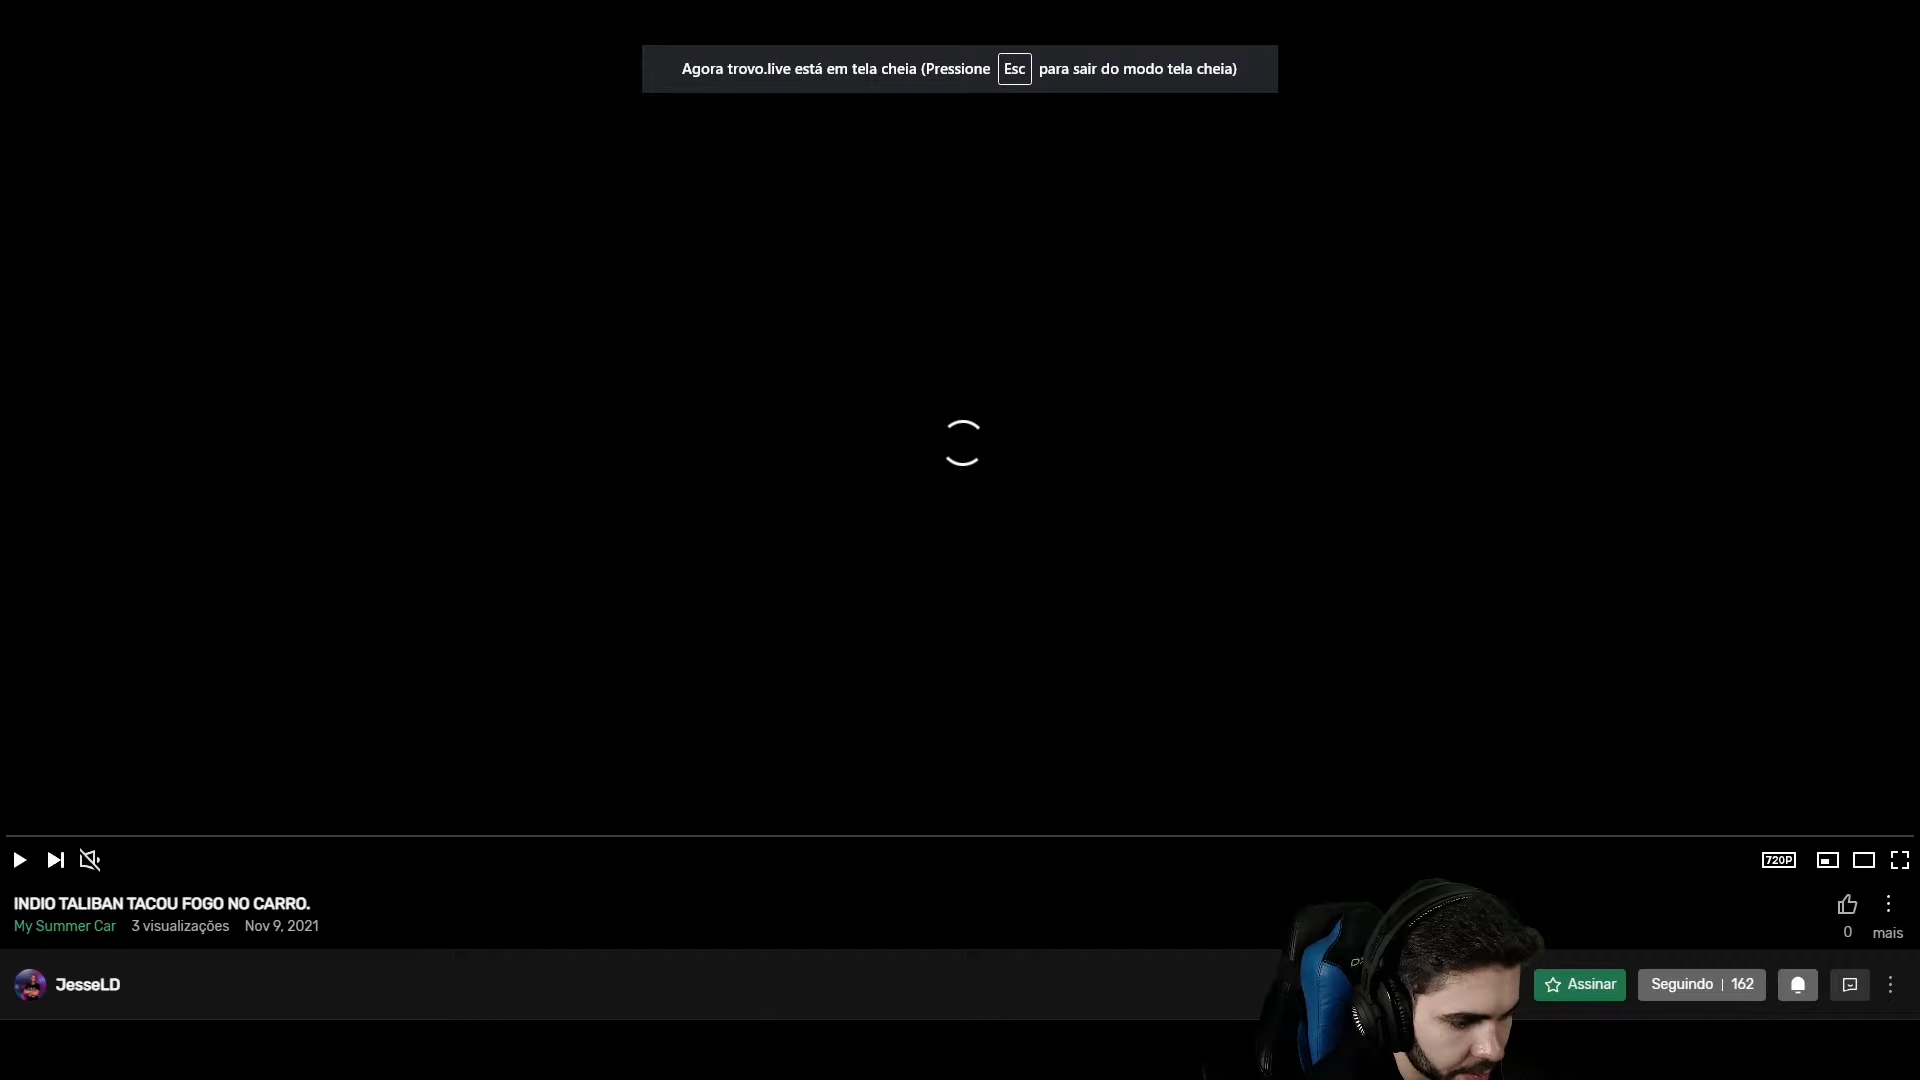 Agora trovo.live está em tela cheia (Pressione Esc para sair do modo tela cheia)
720P
INDIO TALIBAN TACOU FOGO NO CARRO.
My Summer Car 3 visualizações Nov 9, 2021
0 mais
JesseLD
Assinar
Seguindo | 162